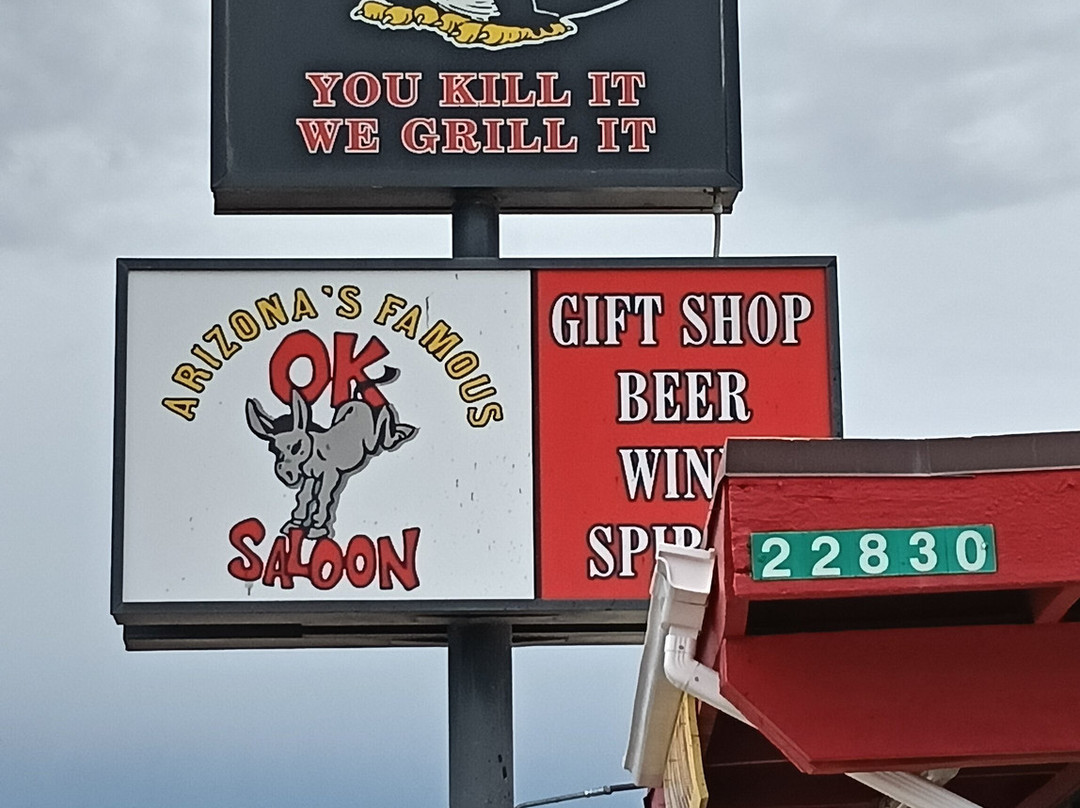 YOU KILL IT
WE GRILL IT
ARIZONA'S FAMOUS
OK
SALOON
GIFT SHOP
BEER
22830